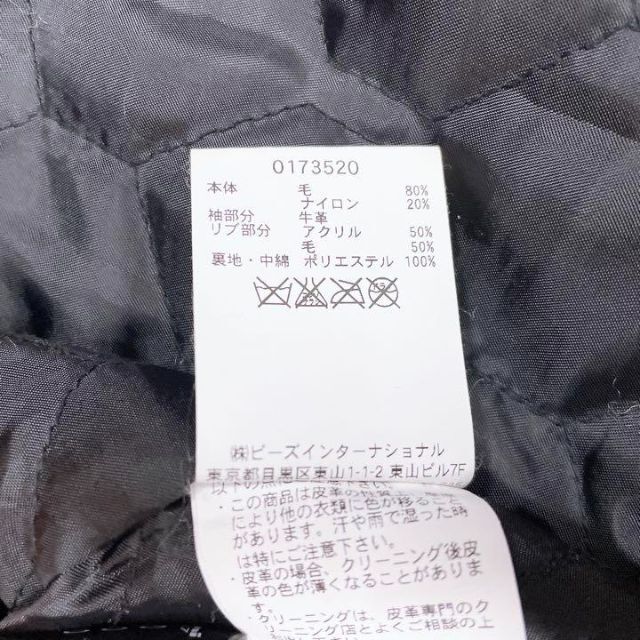 0173520
本体 毛 80%
ナイロン 20%
袖部分 牛革
リブ部分 アクリル 50%
毛 50%
裏地・中綿 ポリエステル 100%
㈱ビーズインターナショナル
東京都目黒区東山1-1-2 東山ビル7F
・この商品は皮革の性質
により他の衣類に色が移る
があります。汗や雨で湿った時
は特にご注意下さい。
・皮革の場合、クリーニング後皮
革の色が薄くなることがありま
す。
クリーニングは、皮革専門のク
ーニング店とよくご相談の上